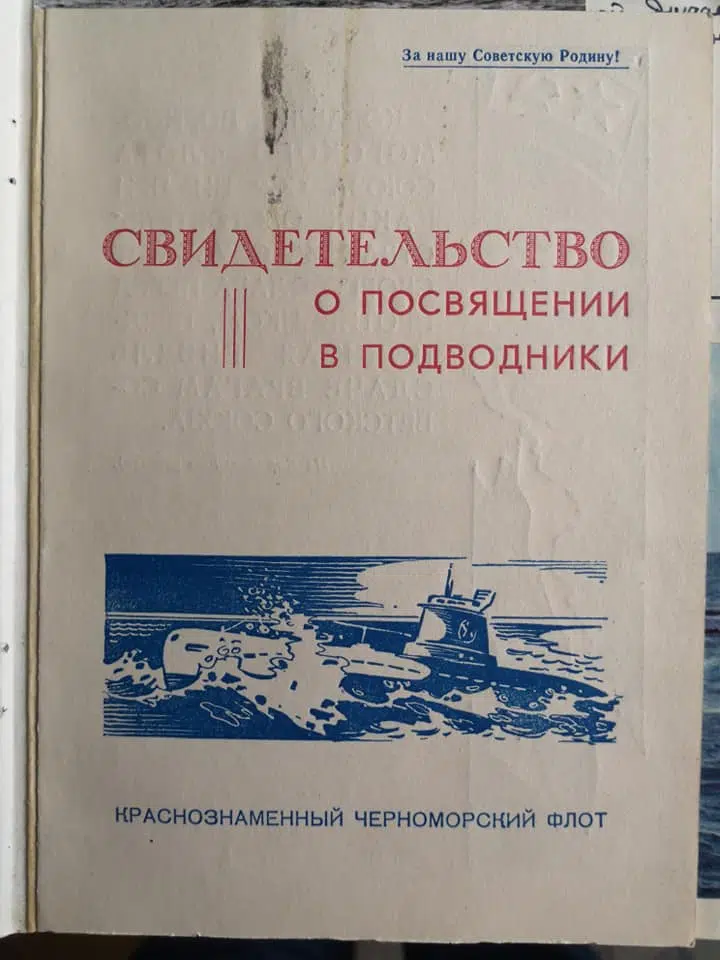 За нашу Советскую Родину!
СВИДЕТЕЛЬСТВО
О ПОСВЯЩЕНИИ
В ПОДВОДНИКИ
КРАСНОЗНАМЕННЫЙ ЧЕРНОМОРСКИЙ ФЛОТ